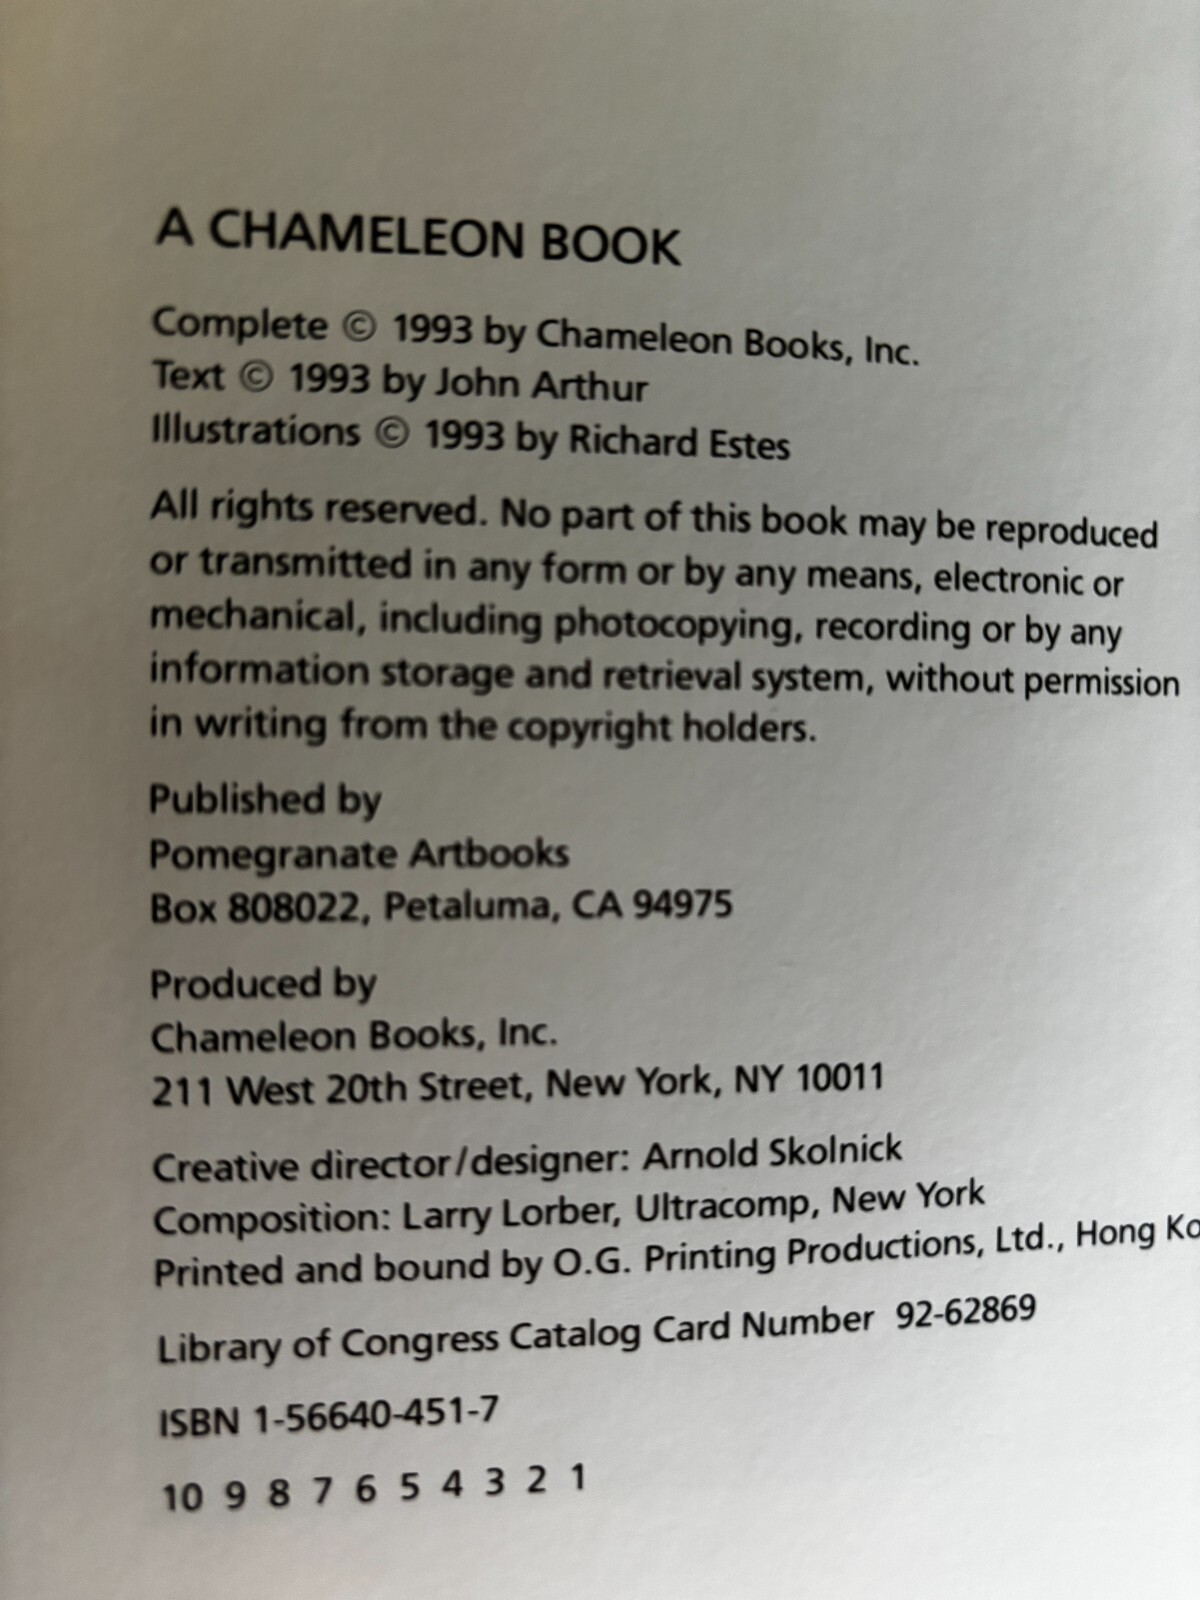 A CHAMELEON BOOK
Complete © 1993 by Chameleon Books, Inc.
Text © 1993 by John Arthur
Illustrations © 1993 by Richard Estes
All rights reserved. No part of this book may be reproduced
or transmitted in any form or by any means, electronic or
mechanical, including photocopying, recording or by any
information storage and retrieval system, without permission
in writing from the copyright holders.
Published by
Pomegranate Artbooks
Box 808022, Petaluma, CA 94975
Produced by
Chameleon Books, Inc.
211 West 20th Street, New York, NY 10011
Creative director/designer: Arnold Skolnick
Composition: Larry Lorber, Ultracomp, New York
Printed and bound by O.G. Printing Productions, Ltd., Hong
Library of Congress Catalog Card Number 92-62869
ISBN 1-56640-451-7
10 9 8 7 6 5 4 3 2 1